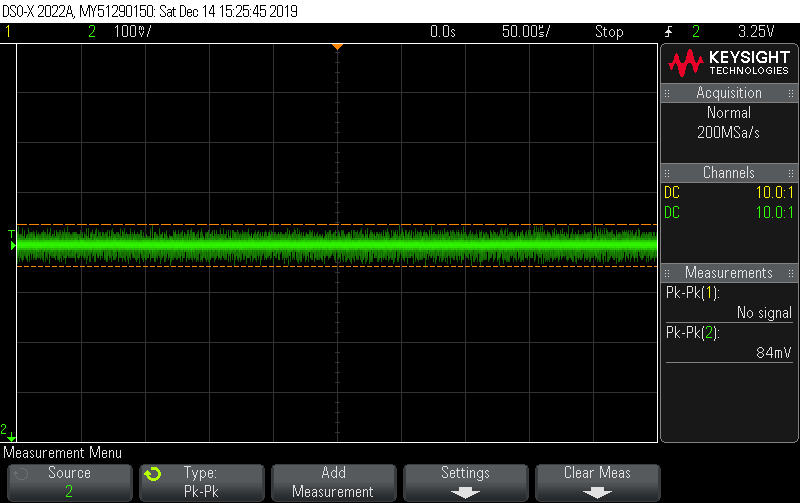 DSO-X 2022A, MY51290150: Sat Dec 14 15:25:45 2019
1 2 100mV/ 0.0s 50.00ms/ Stop 2 3.25V
KEYSIGHT
TECHNOLOGIES
Acquisition
Normal
200MSa/s
Channels
DC 10.0:1
DC 10.0:1
Measurements
Pk-Pk(1):
No signal
Pk-Pk(2):
84mV
T
2
Measurement Menu
Source
2
Type:
Pk-Pk
Add
Measurement
Settings
Clear Meas